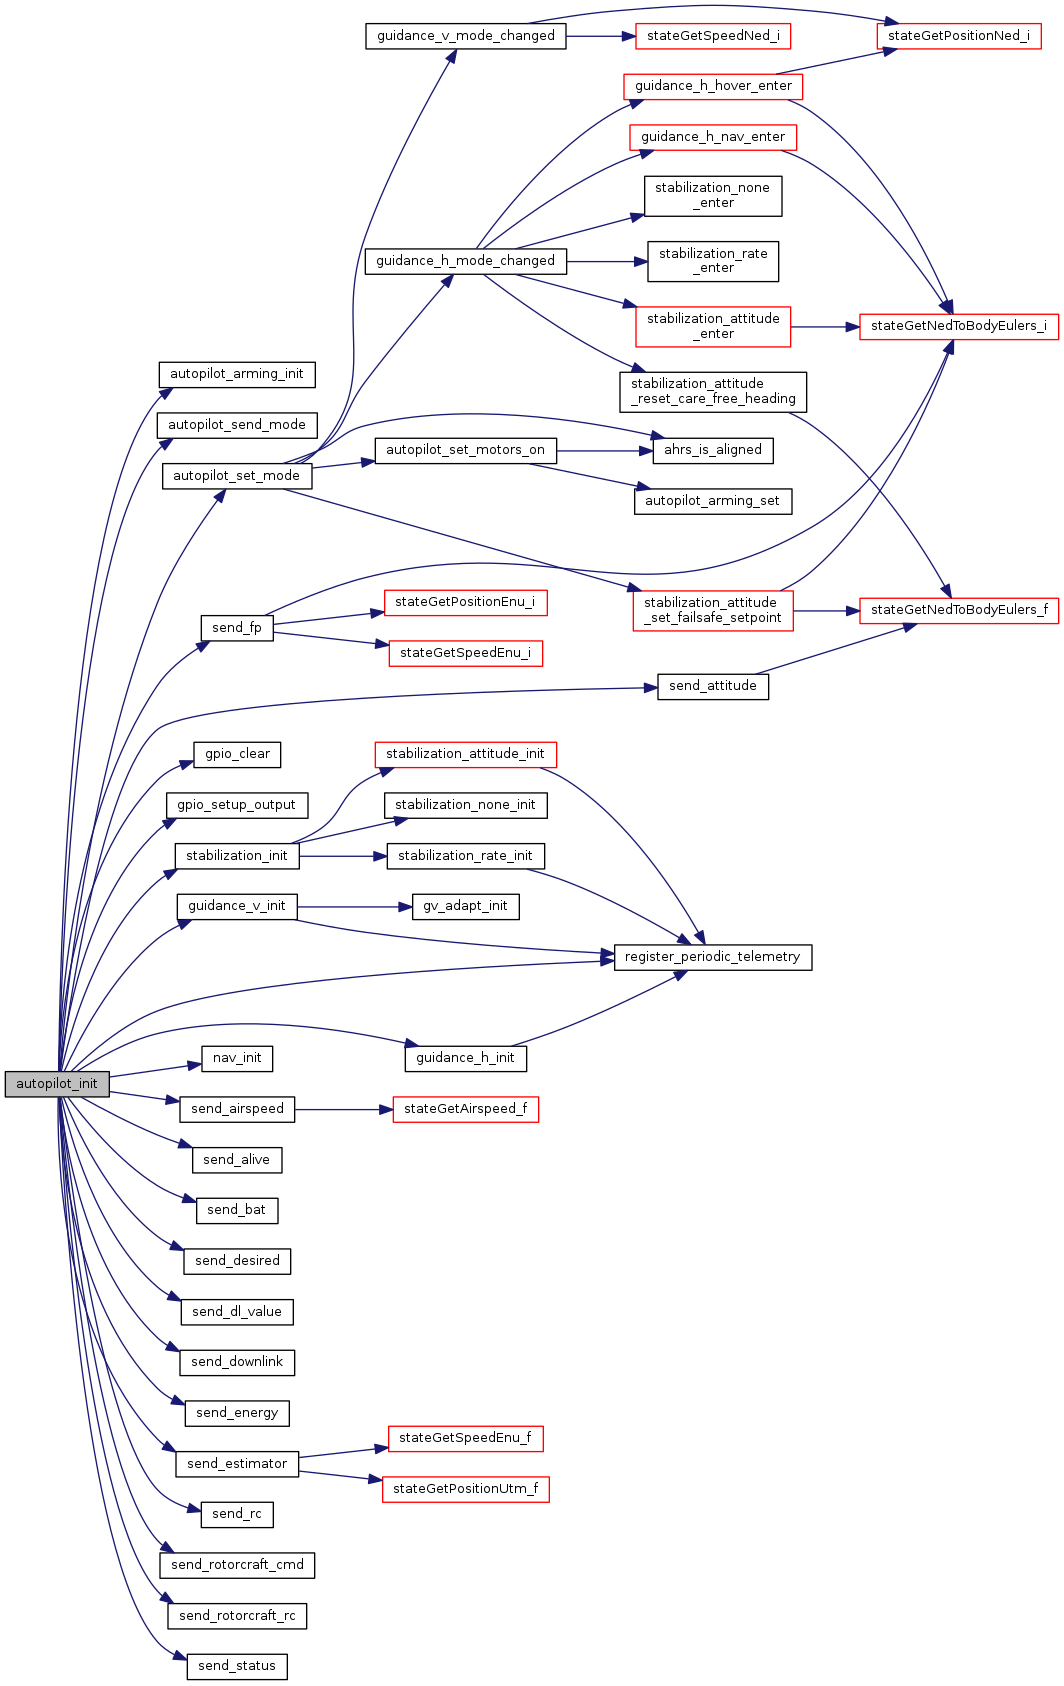 guidance_v_mode_changed
stateGetSpeedNed_i
stateGetPositionNed_i
guidance_h_hover_enter
guidance_h_nav_enter
stabilization_none
_enter
guidance_h_mode_changed
stabilization_rate
_enter
stabilization_attitude
_enter
stateGetNedToBodyEulers_i
autopilot_arming_init
stabilization_attitude
_reset_care_free_heading
autopilot_send_mode
autopilot_set_motors_on
ahrs_is_aligned
autopilot_set_mode
autopilot_arming_set
stateGetPositionEnu_i
stabilization_attitude
_set_failsafe_setpoint
stateGetNedToBodyEulers_f
send_fp
stateGetSpeedEnu_i
send_attitude
gpio_clear
stabilization_attitude_init
gpio_setup_output
stabilization_none_init
stabilization_init
stabilization_rate_init
guidance_v_init
gv_adapt_init
register_periodic_telemetry
nav_init
guidance_h_init
autopilot_init
send_airspeed
stateGetAirspeed_f
send_alive
send_bat
send_desired
send_dl_value
send_downlink
send_energy
stateGetSpeedEnu_f
send_estimator
stateGetPositionUtm_f
send_rc
send_rotorcraft_cmd
send_rotorcraft_rc
send_status